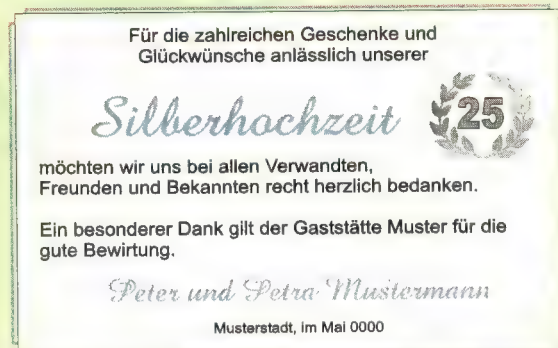 Für die zahlreichen Geschenke und
Glückwünsche anlässlich unserer
Silberhochzeit 25
möchten wir uns bei allen Verwandten,
Freunden und Bekannten recht herzlich bedanken.
Ein besonderer Dank gilt der Gaststätte Muster für die
gute Bewirtung.
Peter und Petra Mustermann
Musterstadt, im Mai 0000